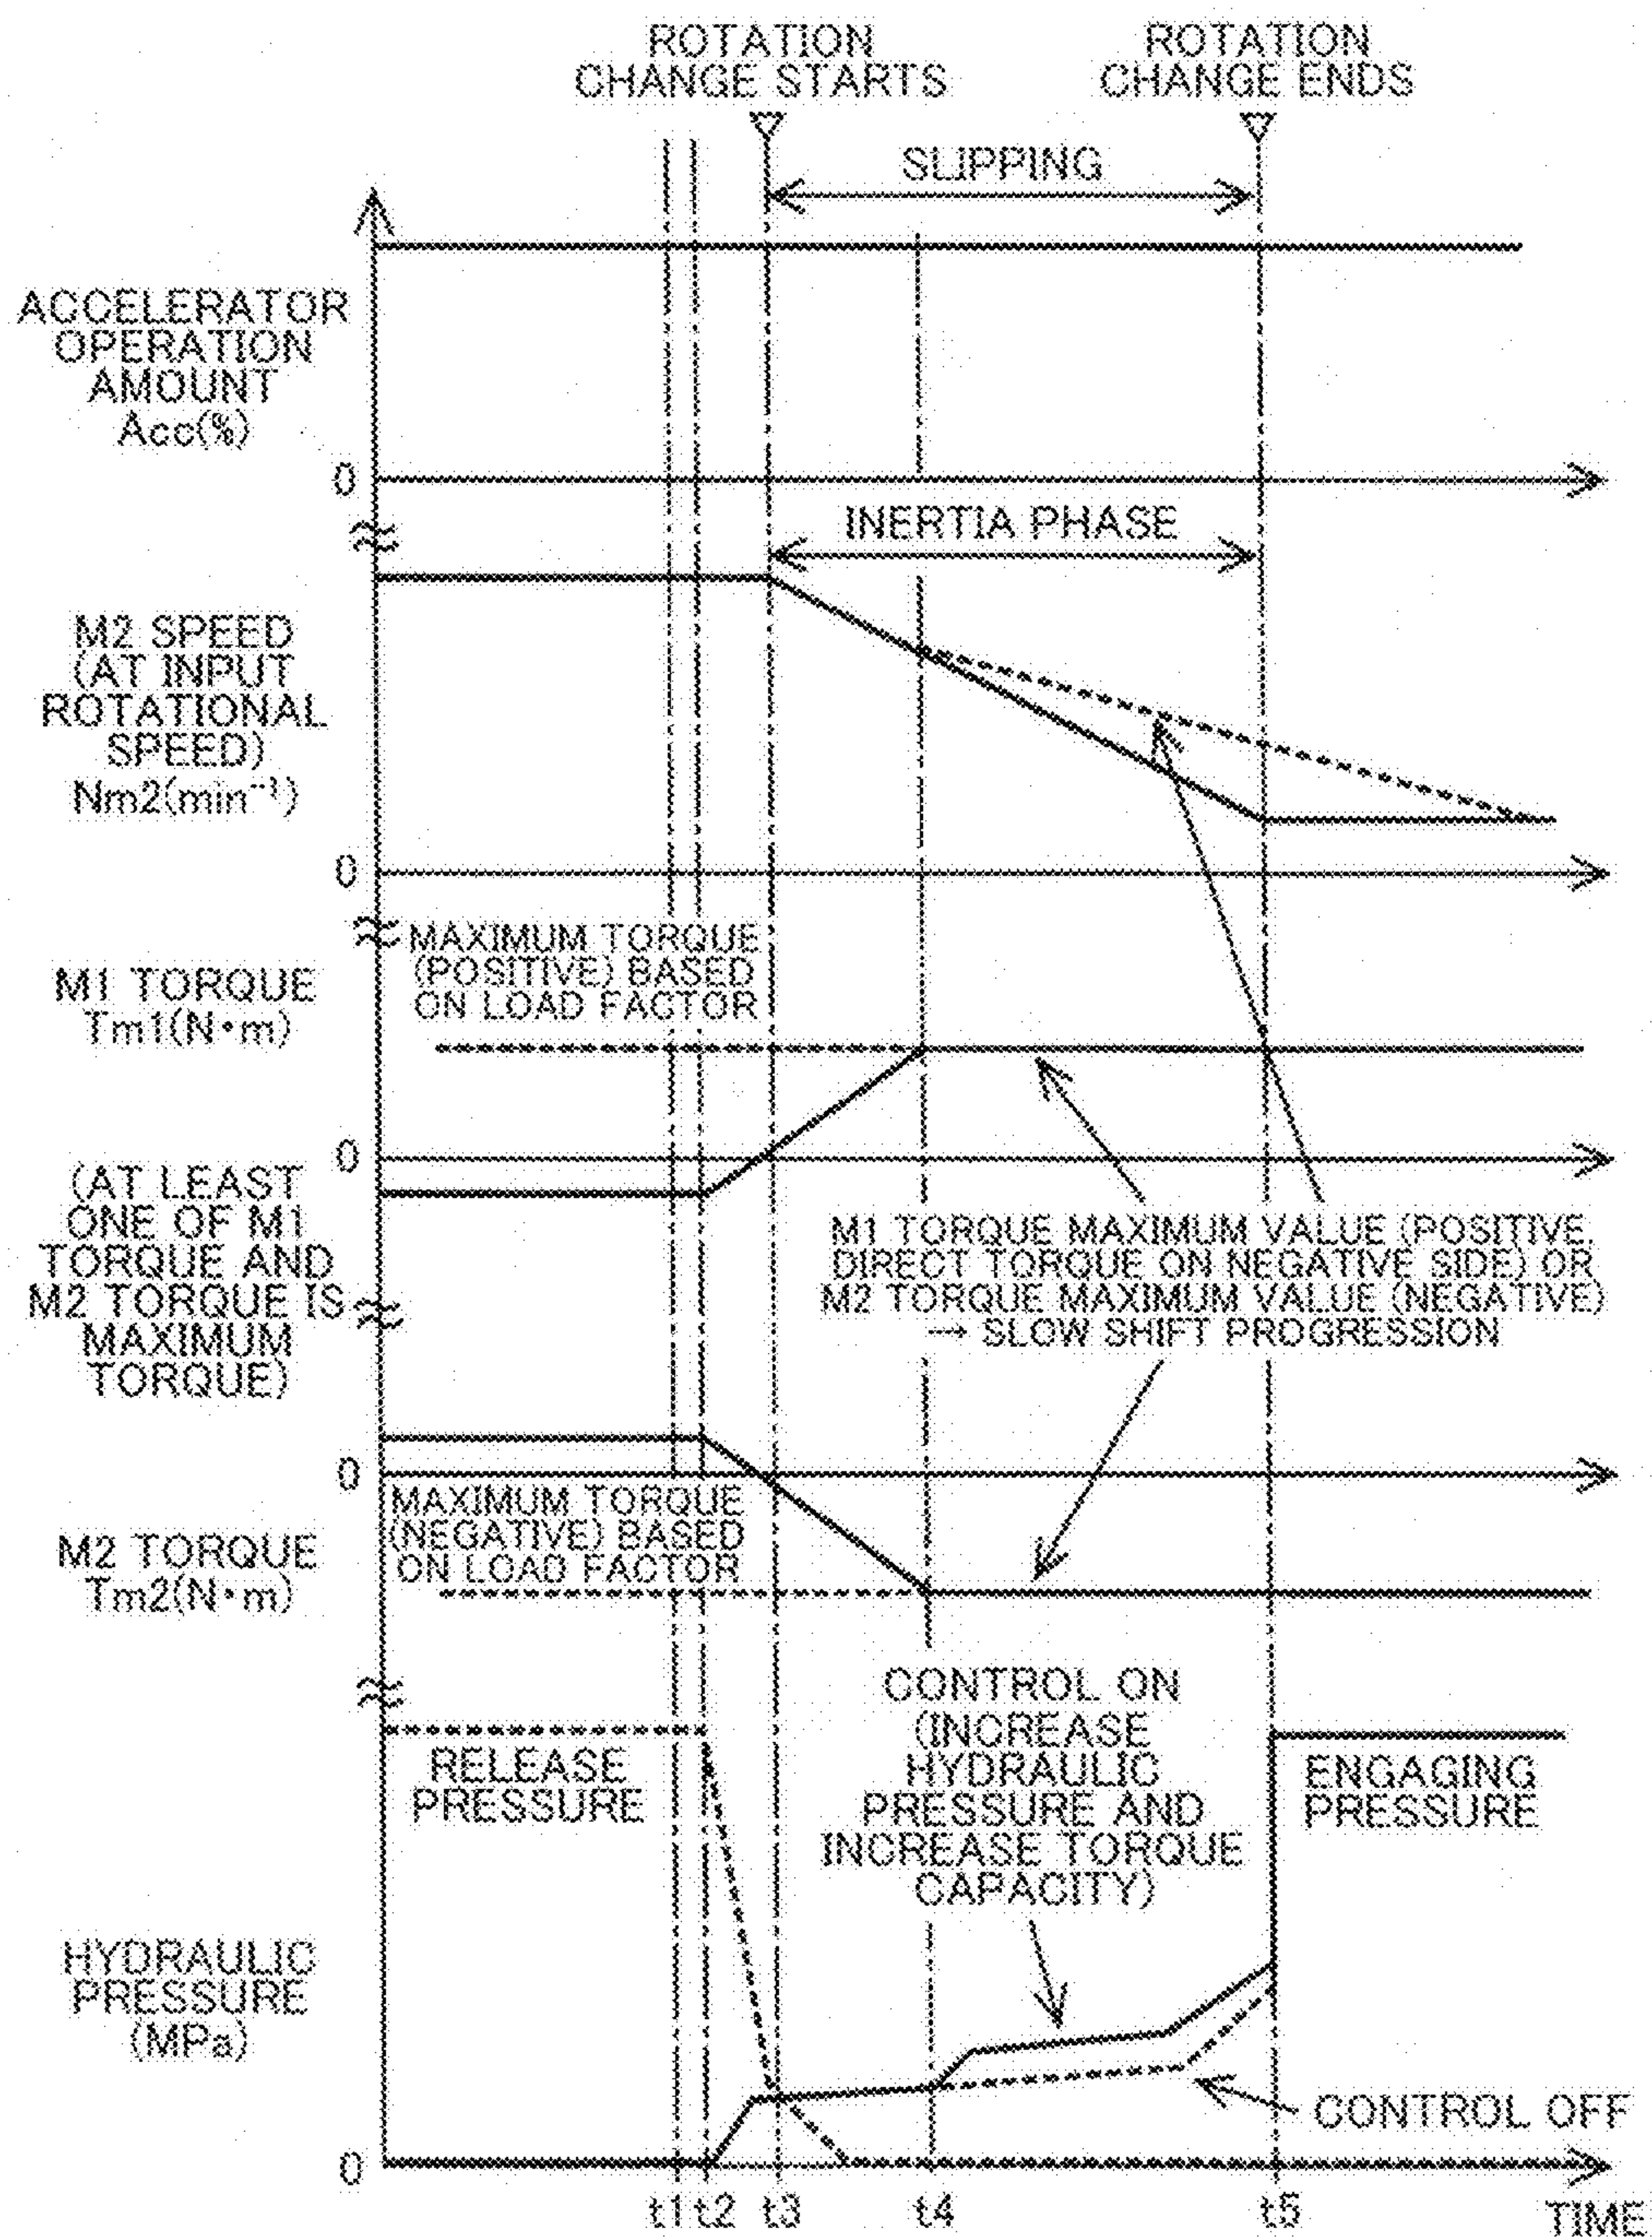 ROTATION
CHANGE STARTS
ROTATION
CHANGE ENDS
SLIPPING
ACCELERATOR
OPERATION
AMOUNT
Acc(%)
0
INERTIA PHASE
M2 SPEED
(AT INPUT
ROTATIONAL
SPEED)
Nm2(min⁻¹)
0
MAXIMUM TORQUE
(POSITIVE) BASED
ON LOAD FACTOR
M1 TORQUE
Tm1(N・m)
0
(AT LEAST
ONE OF M1
TORQUE AND
M2 TORQUE IS
MAXIMUM
TORQUE)
M1 TORQUE MAXIMUM VALUE (POSITIVE,
DIRECT TORQUE ON NEGATIVE SIDE) OR
M2 TORQUE MAXIMUM VALUE (NEGATIVE)
→ SLOW SHIFT PROGRESSION
0
MAXIMUM TORQUE
(NEGATIVE) BASED
ON LOAD FACTOR
M2 TORQUE
Tm2(N・m)
CONTROL ON
(INCREASE
HYDRAULIC
PRESSURE AND
INCREASE TORQUE
CAPACITY)
RELEASE
PRESSURE
ENGAGING
PRESSURE
HYDRAULIC
PRESSURE
(MPa)
CONTROL OFF
0
t1 t2 t3 t4 t5 TIME